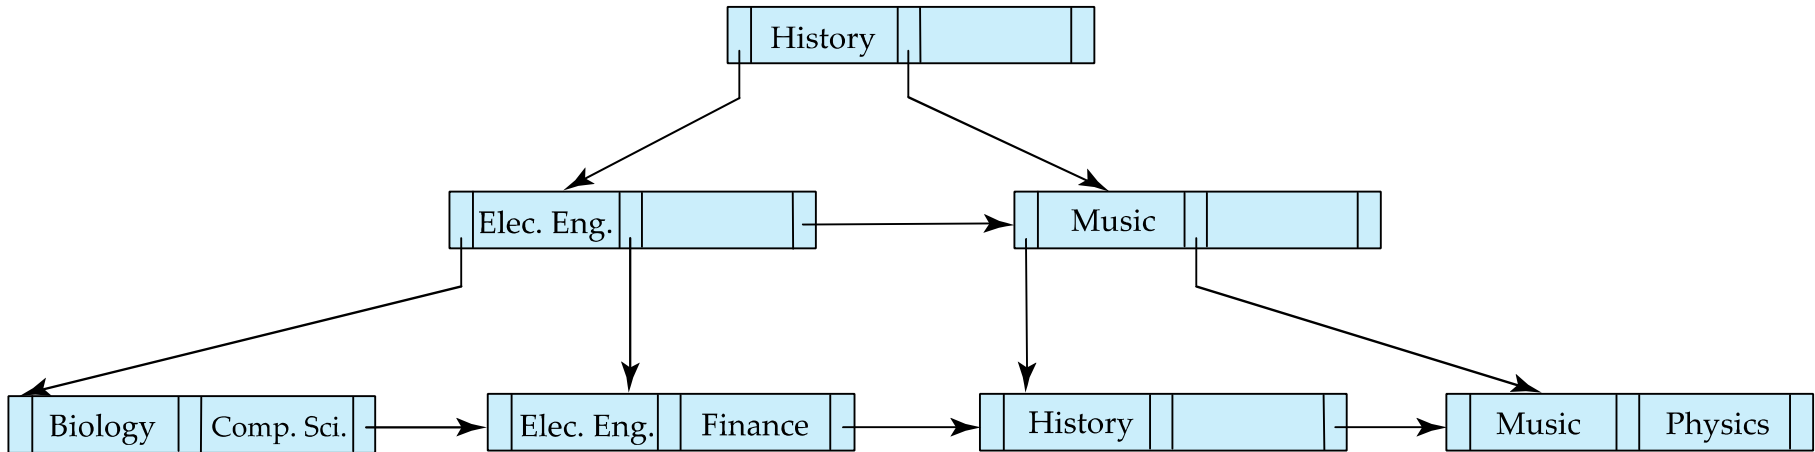 History
Elec. Eng.
Music
Biology Comp. Sci. Elec. Eng. Finance History Music Physics